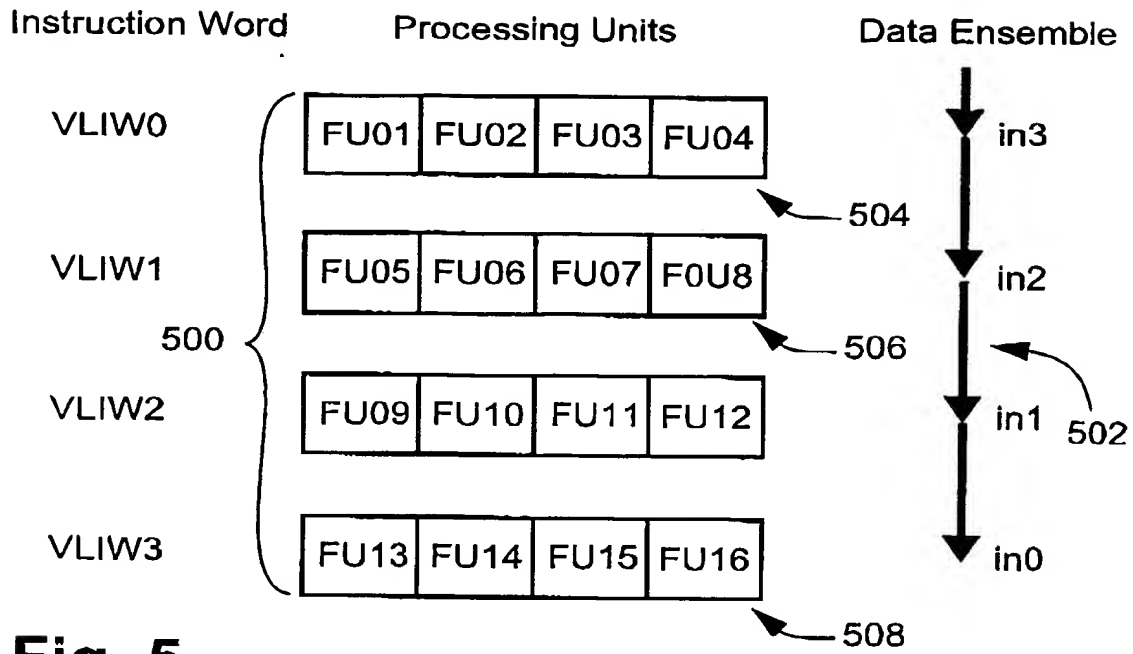 Instruction Word Processing Units Data Ensemble
VLIW0 FU01 FU02 FU03 FU04 in3
504
VLIW1 FU05 FU06 FU07 F0U8 in2
500 506
VLIW2 FU09 FU10 FU11 FU12 in1 502
VLIW3 FU13 FU14 FU15 FU16 in0
508
Fig. 5